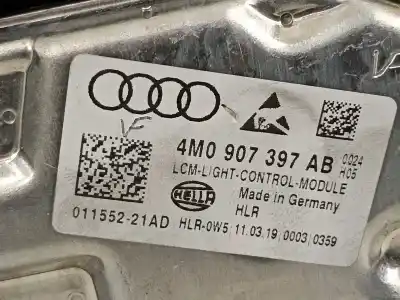 4M0 907 397 AB 0024
H05
LCM-LIGHT-CONTROL-MODULE
HELLA
Made in Germany
HLR
011552-21AD HLR-0W5 11.03.19 0003 0359